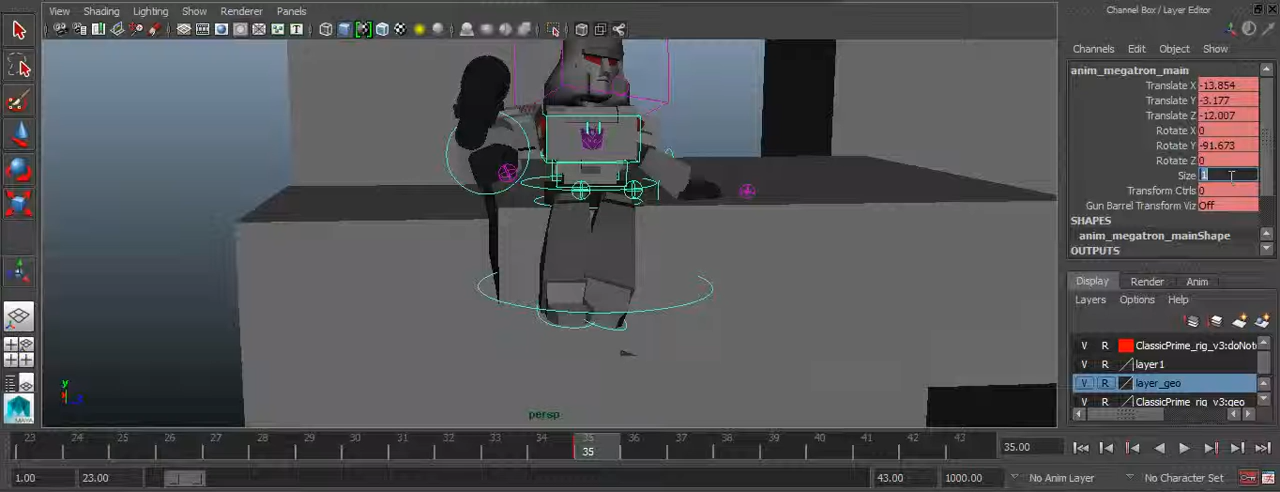 View Shading Lighting Show Renderer Panels
Channel Box / Layer Editor
Channels Edit Object Show
anim_megatron_main
Translate X -13.854
Translate Y -3.177
Translate Z -12.007
Rotate X 0
Rotate Y -91.673
Rotate Z 0
Size 1
Transform Ctrls 0
Gun Barrel Transform Viz Off
SHAPES
anim_megatron_mainShape
OUTPUTS
Display Render Anim
Layers Options Help
V R ClassicPrime_rig_v3:doNot
V R layer1
V R layer_geo
V R ClassicPrime_rig_v3:geo
y
persp
MAYA
23 24 25 26 27 28 29 30 31 32 33 34 35 36 37 38 39 40 41 42 43
35
35.00
1.00 23.00 43.00 1000.00 No Anim Layer No Character Set